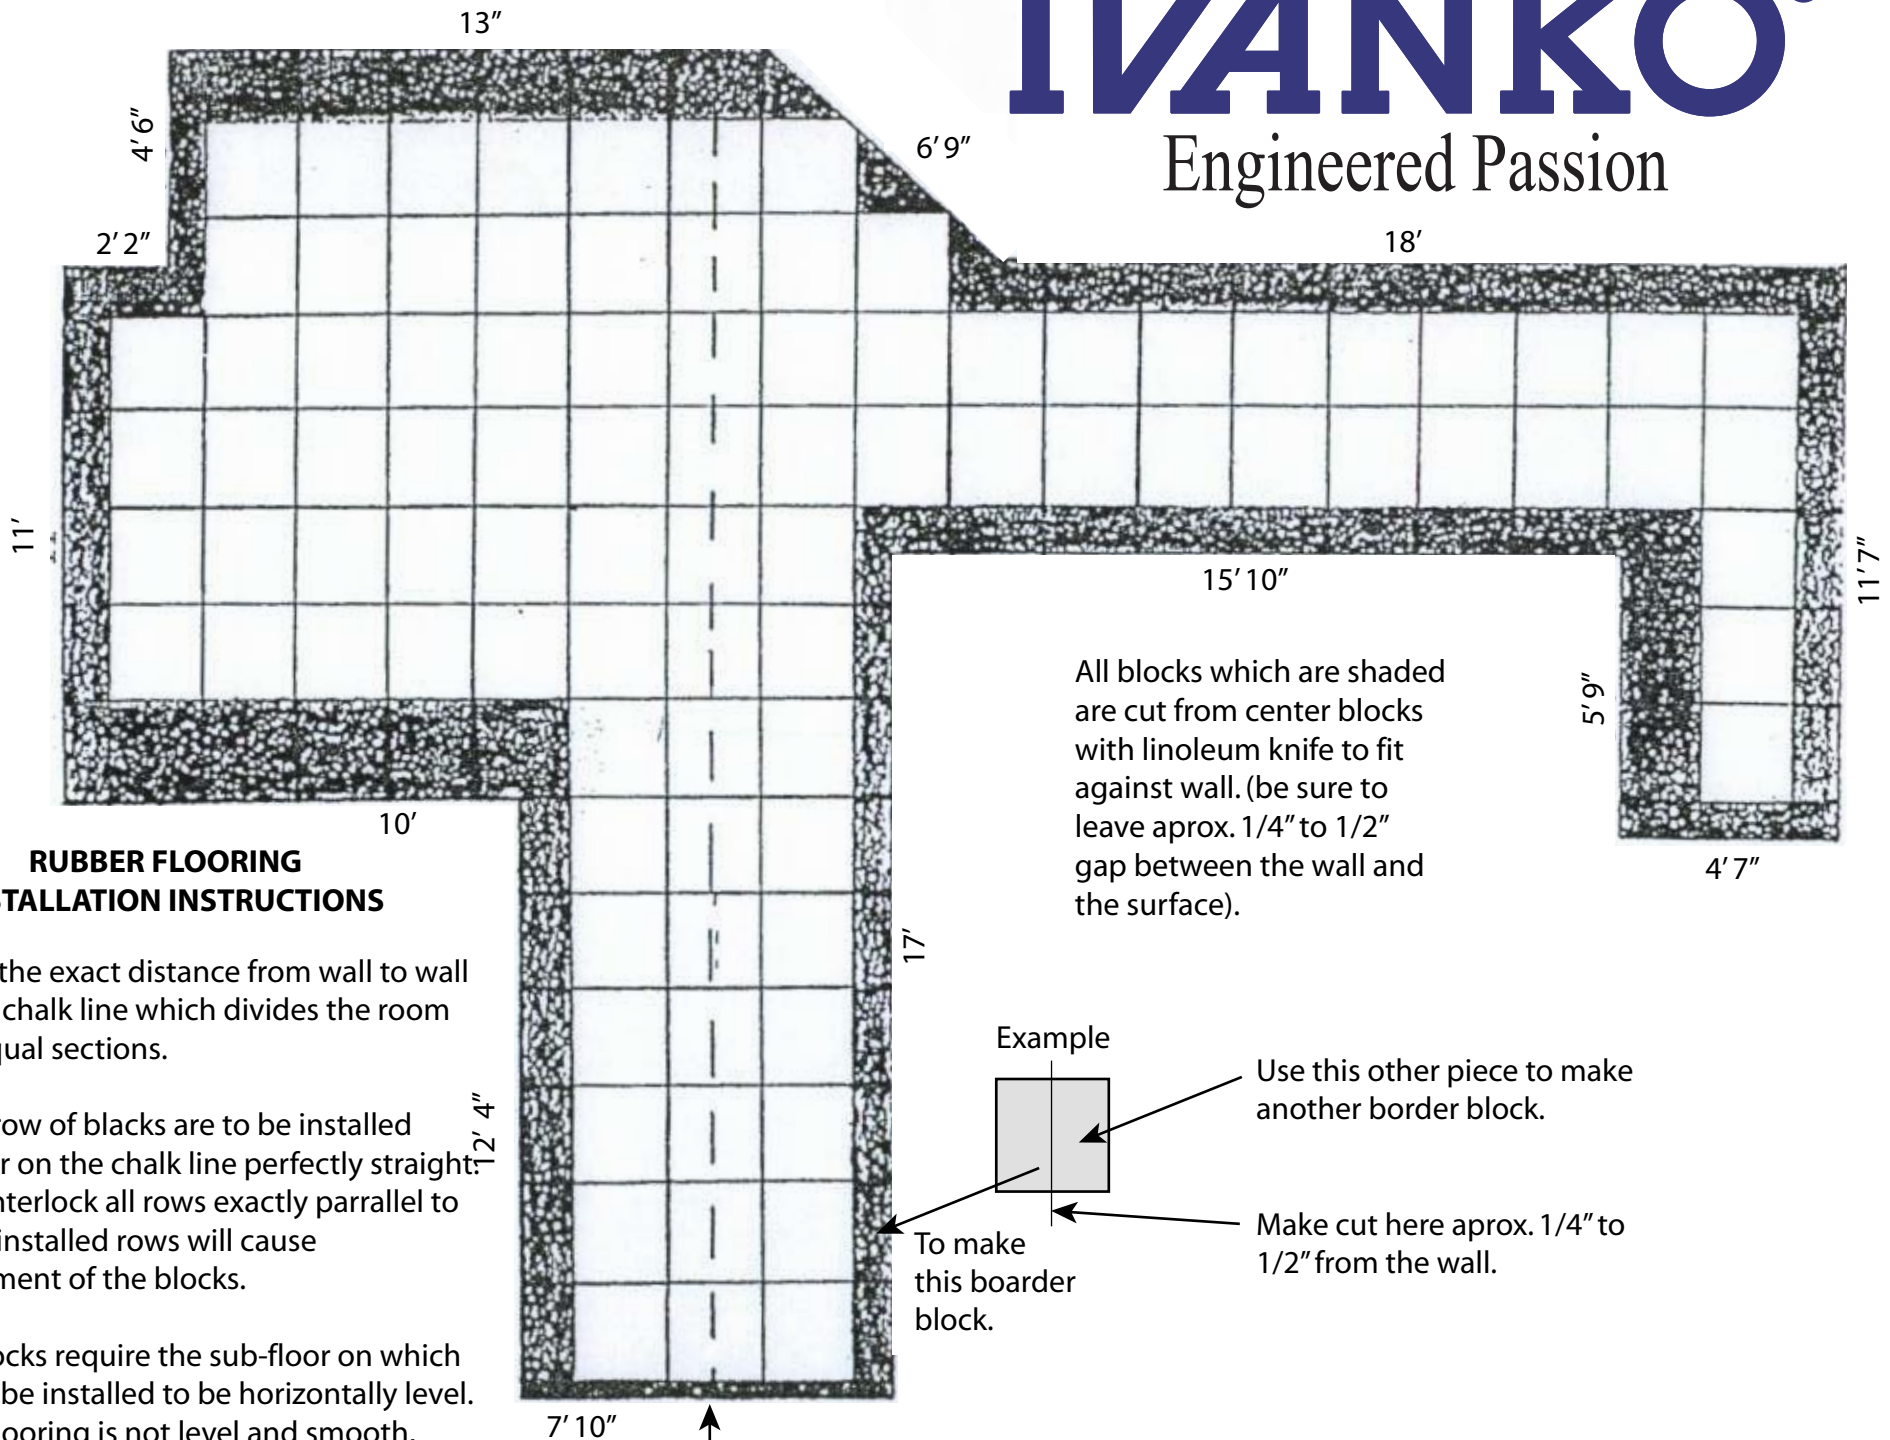 13”
IVANKO
Engineered Passion
4’ 6”
6’ 9”
2’ 2”
18’
11’
15’ 10”
11’ 7”
5’ 9”
All blocks which are shaded
are cut from center blocks
with linoleum knife to fit
against wall. (be sure to
leave aprox. 1/4” to 1/2”
gap between the wall and
the surface).
4’ 7”
10’
RUBBER FLOORING
STALLATION INSTRUCTIONS
the exact distance from wall to wall
chalk line which divides the room
qual sections.
row of blacks are to be installed
r on the chalk line perfectly straight.
nterlock all rows exactly parrallel to
installed rows will cause
ment of the blocks.
ocks require the sub-floor on which
be installed to be horizontally level.
ooring is not level and smooth.
12’ 4”
17’
7’ 10”
Example
Use this other piece to make
another border block.
To make
this boarder
block.
Make cut here aprox. 1/4” to
1/2” from the wall.